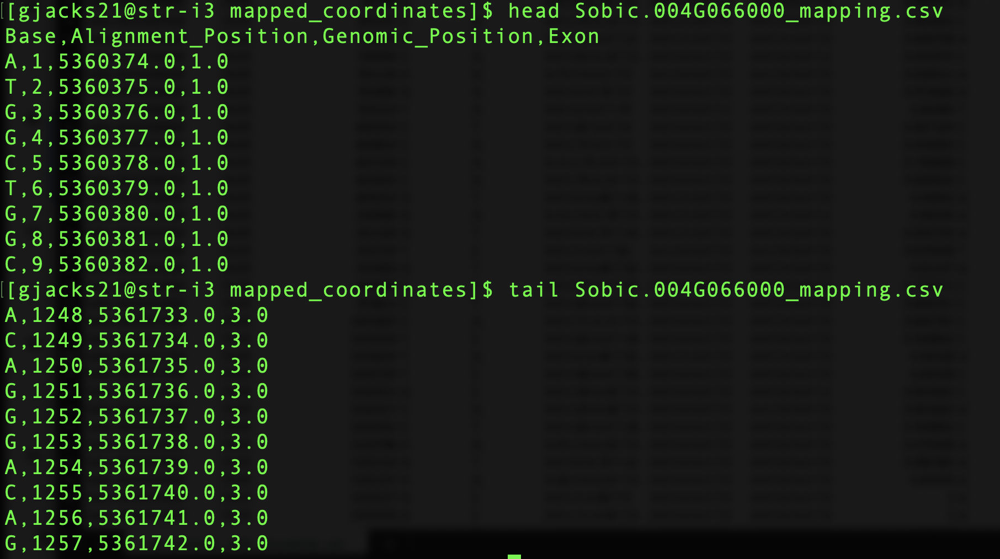 [[gjacks21@str-i3 mapped_coordinates]$ head Sobic.004G066000_mapping.csv
Base,Alignment_Position,Genomic_Position,Exon
A,1,5360374.0,1.0
T,2,5360375.0,1.0
G,3,5360376.0,1.0
G,4,5360377.0,1.0
C,5,5360378.0,1.0
T,6,5360379.0,1.0
G,7,5360380.0,1.0
G,8,5360381.0,1.0
C,9,5360382.0,1.0
[[gjacks21@str-i3 mapped_coordinates]$ tail Sobic.004G066000_mapping.csv
A,1248,5361733.0,3.0
C,1249,5361734.0,3.0
A,1250,5361735.0,3.0
G,1251,5361736.0,3.0
G,1252,5361737.0,3.0
G,1253,5361738.0,3.0
A,1254,5361739.0,3.0
C,1255,5361740.0,3.0
A,1256,5361741.0,3.0
G,1257,5361742.0,3.0